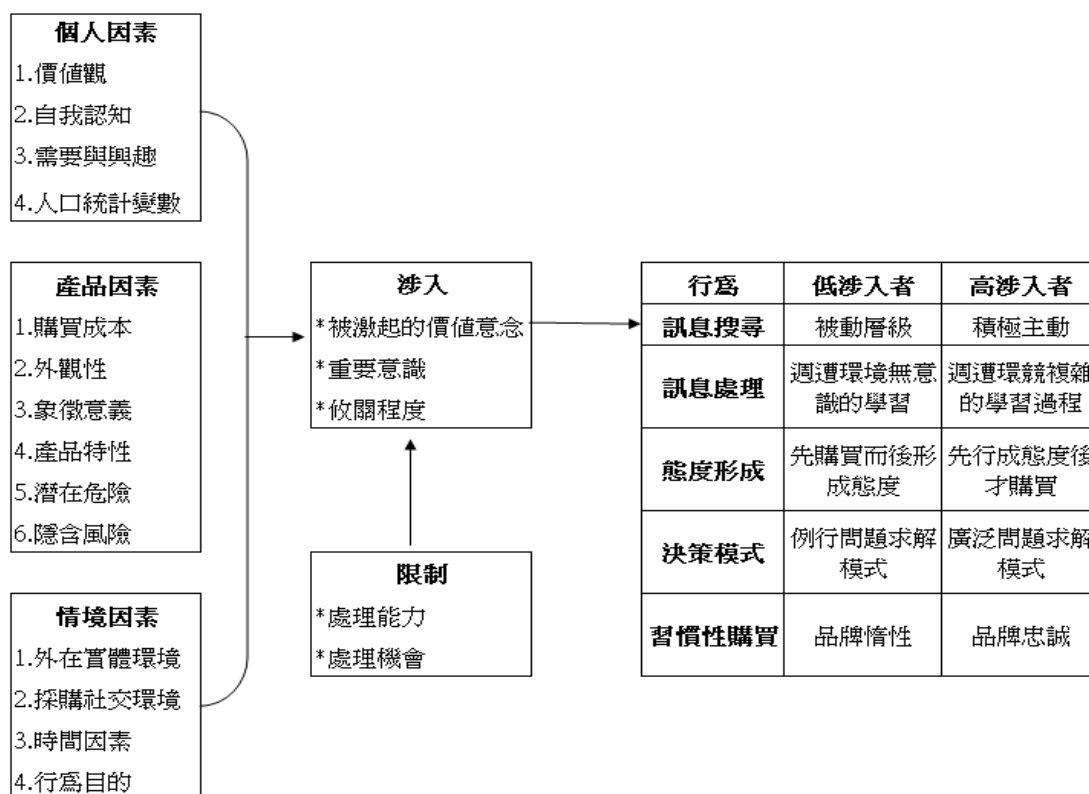 個人因素
1.價值觀
2.自我認知
3.需要與興趣
4.人口統計變數
產品因素
1.購買成本
2.外觀性
3.象徵意義
4.產品特性
5.潛在危險
6.隱含風險
情境因素
1.外在實體環境
2.採購社交環境
3.時間因素
4.行為目的
涉入
*被激起的價值意念
*重要意識
*攸關程度
限制
*處理能力
*處理機會
行為 低涉入者 高涉入者
訊息搜尋 被動層級 積極主動
訊息處理 週遭環境無意 週遭環競複雜
識的學習 的學習過程
態度形成 先購買而後形 先行成態度後
成態度 才購買
決策模式 例行問題求解 廣泛問題求解
模式 模式
習慣性購買 品牌惰性 品牌忠誠